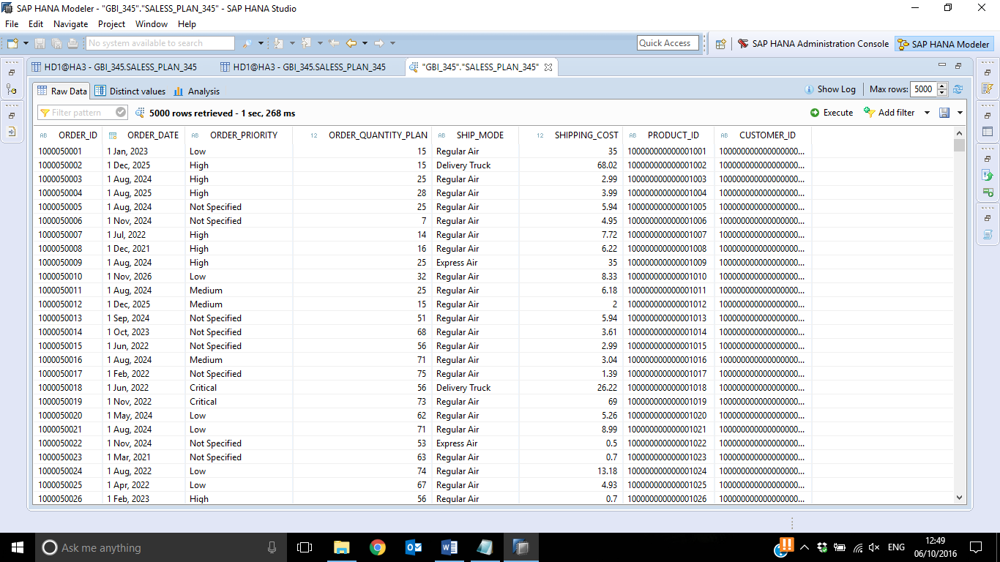 SAP HANA Modeler - "GBI_345"."SALESS_PLAN_345" - SAP HANA Studio
File Edit Navigate Project Window Help
No system available to search Quick Access SAP HANA Administration Console SAP HANA Modeler
HD1@HA3 - GBI_345.SALESS_PLAN_345 HD1@HA3 - GBI_345.SALESS_PLAN_345 "GBI_345"."SALESS_PLAN_345"
Raw Data Distinct values Analysis Show Log Max rows: 5000
Filter pattern 5000 rows retrieved - 1 sec, 268 ms Execute Add filter
AB ORDER_ID ORDER_DATE AB ORDER_PRIORITY 12 ORDER_QUANTITY_PLAN AB SHIP_MODE 12 SHIPPING_COST AB PRODUCT_ID AB CUSTOMER_ID
1000050001 1 Jan, 2023 Low 15 Regular Air 35 100000000000001001 100000000000000000...
1000050002 1 Dec, 2025 High 15 Delivery Truck 68.02 100000000000001002 100000000000000000...
1000050003 1 Aug, 2024 High 25 Regular Air 2.99 100000000000001003 100000000000000000...
1000050004 1 Aug, 2025 High 28 Regular Air 3.99 100000000000001004 100000000000000000...
1000050005 1 Aug, 2024 Not Specified 25 Regular Air 5.94 100000000000001005 100000000000000000...
1000050006 1 Nov, 2024 Not Specified 7 Regular Air 4.95 100000000000001006 100000000000000000...
1000050007 1 Jul, 2022 High 14 Regular Air 7.72 100000000000001007 100000000000000000...
1000050008 1 Dec, 2021 High 16 Regular Air 6.22 100000000000001008 100000000000000000...
1000050009 1 Aug, 2024 High 25 Express Air 35 100000000000001009 100000000000000000...
1000050010 1 Nov, 2026 Low 32 Regular Air 8.33 100000000000001010 100000000000000000...
1000050011 1 Aug, 2024 Medium 25 Regular Air 6.18 100000000000001011 100000000000000000...
1000050012 1 Dec, 2025 Medium 15 Regular Air 2 100000000000001012 100000000000000000...
1000050013 1 Sep, 2024 Not Specified 51 Regular Air 5.94 100000000000001013 100000000000000000...
1000050014 1 Oct, 2023 Not Specified 68 Regular Air 3.61 100000000000001014 100000000000000000...
1000050015 1 Jun, 2022 Not Specified 56 Regular Air 2.99 100000000000001015 100000000000000000...
1000050016 1 Aug, 2024 Medium 71 Regular Air 3.04 100000000000001016 100000000000000000...
1000050017 1 Feb, 2022 Not Specified 75 Regular Air 1.39 100000000000001017 100000000000000000...
1000050018 1 Jun, 2022 Critical 56 Delivery Truck 26.22 100000000000001018 100000000000000000...
1000050019 1 Nov, 2022 Critical 73 Regular Air 69 100000000000001019 100000000000000000...
1000050020 1 May, 2024 Low 62 Regular Air 5.26 100000000000001020 100000000000000000...
1000050021 1 Aug, 2024 Low 71 Regular Air 8.99 100000000000001021 100000000000000000...
1000050022 1 Nov, 2024 Not Specified 53 Express Air 0.5 100000000000001022 100000000000000000...
1000050023 1 Mar, 2021 Not Specified 63 Regular Air 0.7 100000000000001023 100000000000000000...
1000050024 1 Aug, 2022 Low 74 Regular Air 13.18 100000000000001024 100000000000000000...
1000050025 1 Apr, 2022 Low 67 Regular Air 4.93 100000000000001025 100000000000000000...
1000050026 1 Feb, 2023 High 56 Regular Air 0.7 100000000000001026 100000000000000000...
Ask me anything ENG 12:49
06/10/2016